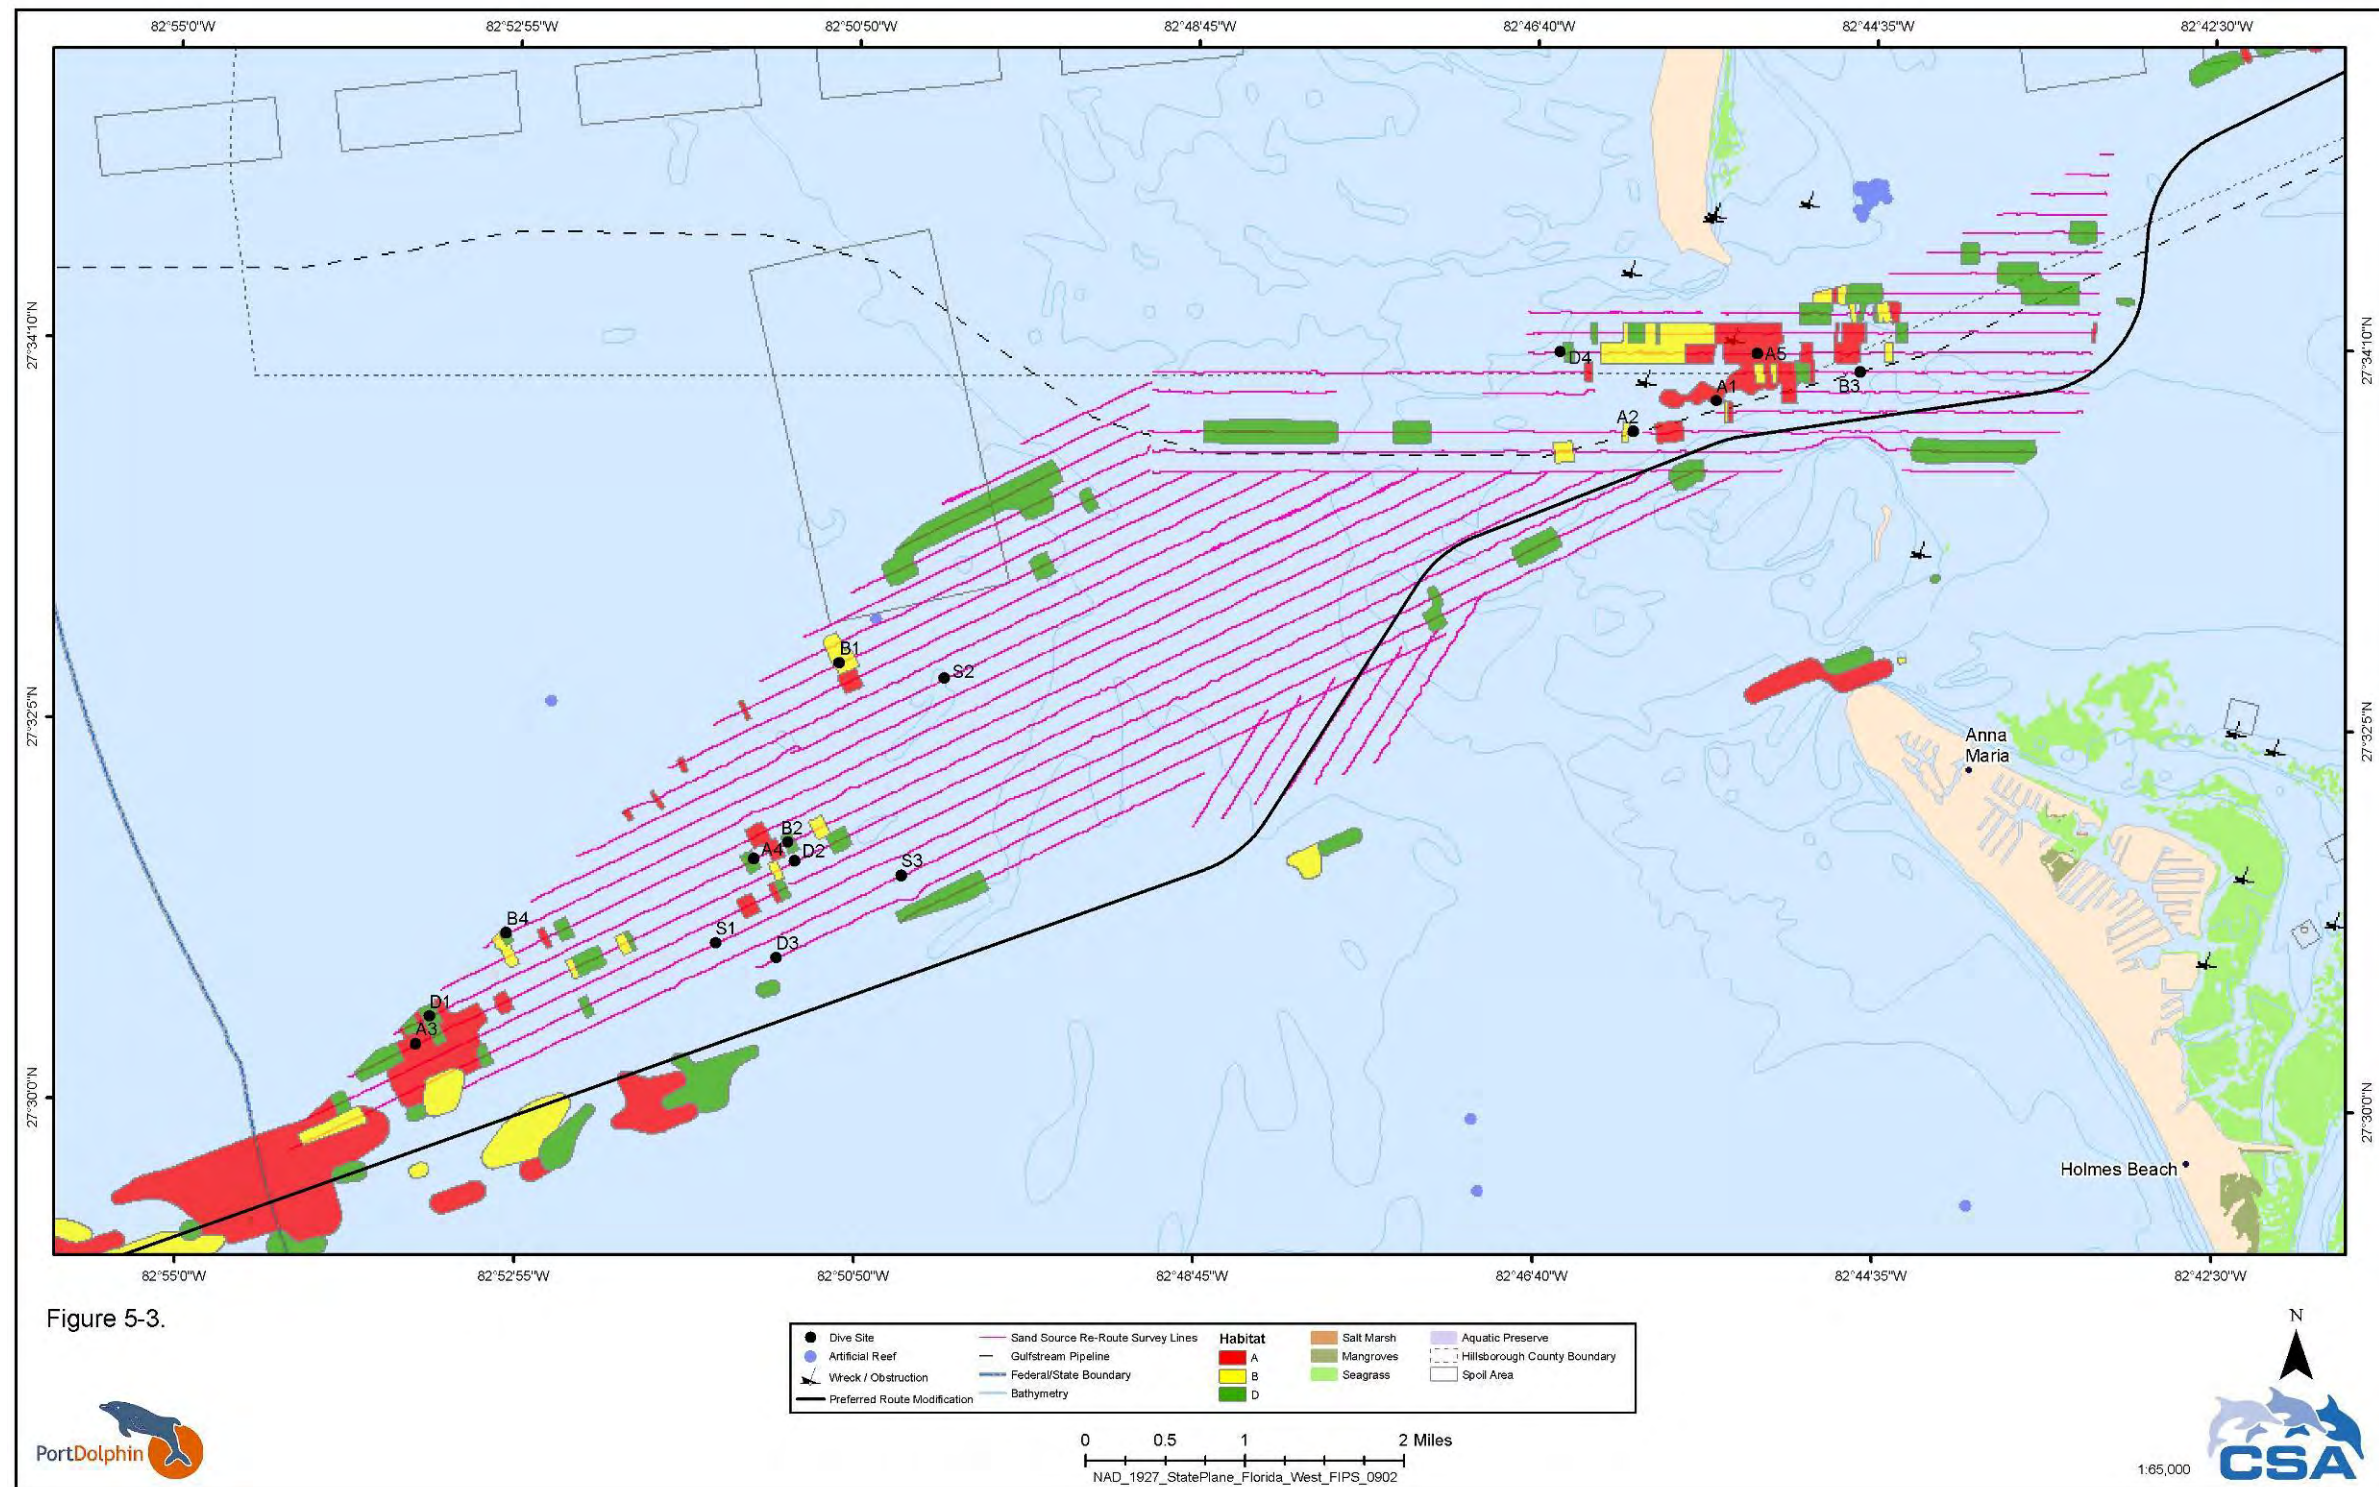 82°55'0"W
82°52'55"W
82°50'50"W
82°48'45"W
82°46'40"W
82°44'35"W
82°42'30"W
27°34'10"N
27°34'0"N
D4
A5
A1
B3
A2
B1
S2
27°32'5"N
27°32'5"N
Anna
Maria
B2
A4
D2
S3
B4
S1
D3
D1
A3
27°30'0"N
27°30'0"N
Holmes Beach
82°55'0"W
82°52'55"W
82°50'50"W
82°48'45"W
82°46'40"W
82°44'35"W
82°42'30"W
Figure 5-3.
Dive Site
Artificial Reef
Wreck / Obstruction
Preferred Route Modification
Sand Source Re-Route Survey Lines
Gulfstream Pipeline
Federal/State Boundary
Bathymetry
Habitat
A
B
D
Salt Marsh
Mangroves
Seagrass
Aquatic Preserve
Hillsborough County Boundary
Spoil Area
N
PortDolphin
0 0.5 1 2 Miles
NAD_1927_StatePlane_Florida_West_FIPS_0902
1:65,000
CSA